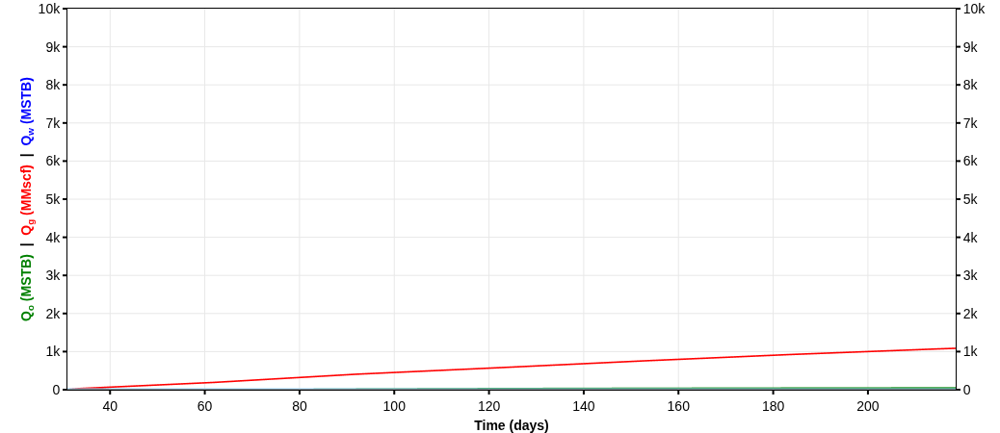 10k
9k
8k
7k
6k
5k
4k
3k
2k
1k
0
Qo (MSTB) | Qg (MMscf) | Qw (MSTB)
10k
9k
8k
7k
6k
5k
4k
3k
2k
1k
0
40 60 80 100 120 140 160 180 200
Time (days)